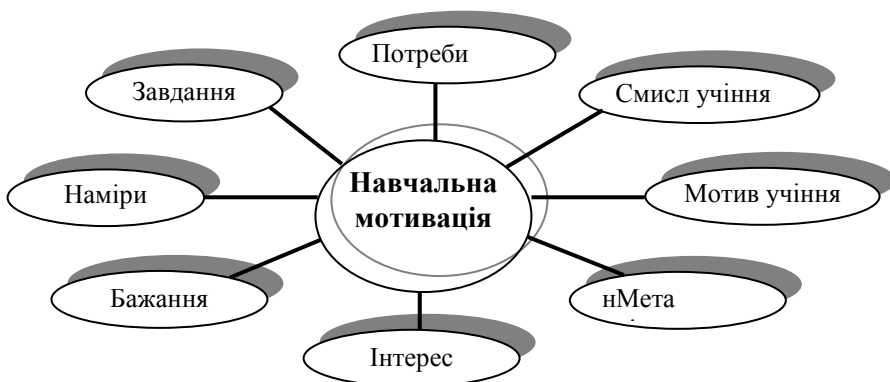 Потреби
Завдання
Смисл учіння
Навчальна
мотивація
Наміри
Мотив учіння
Бажання
нМета
Інтерес